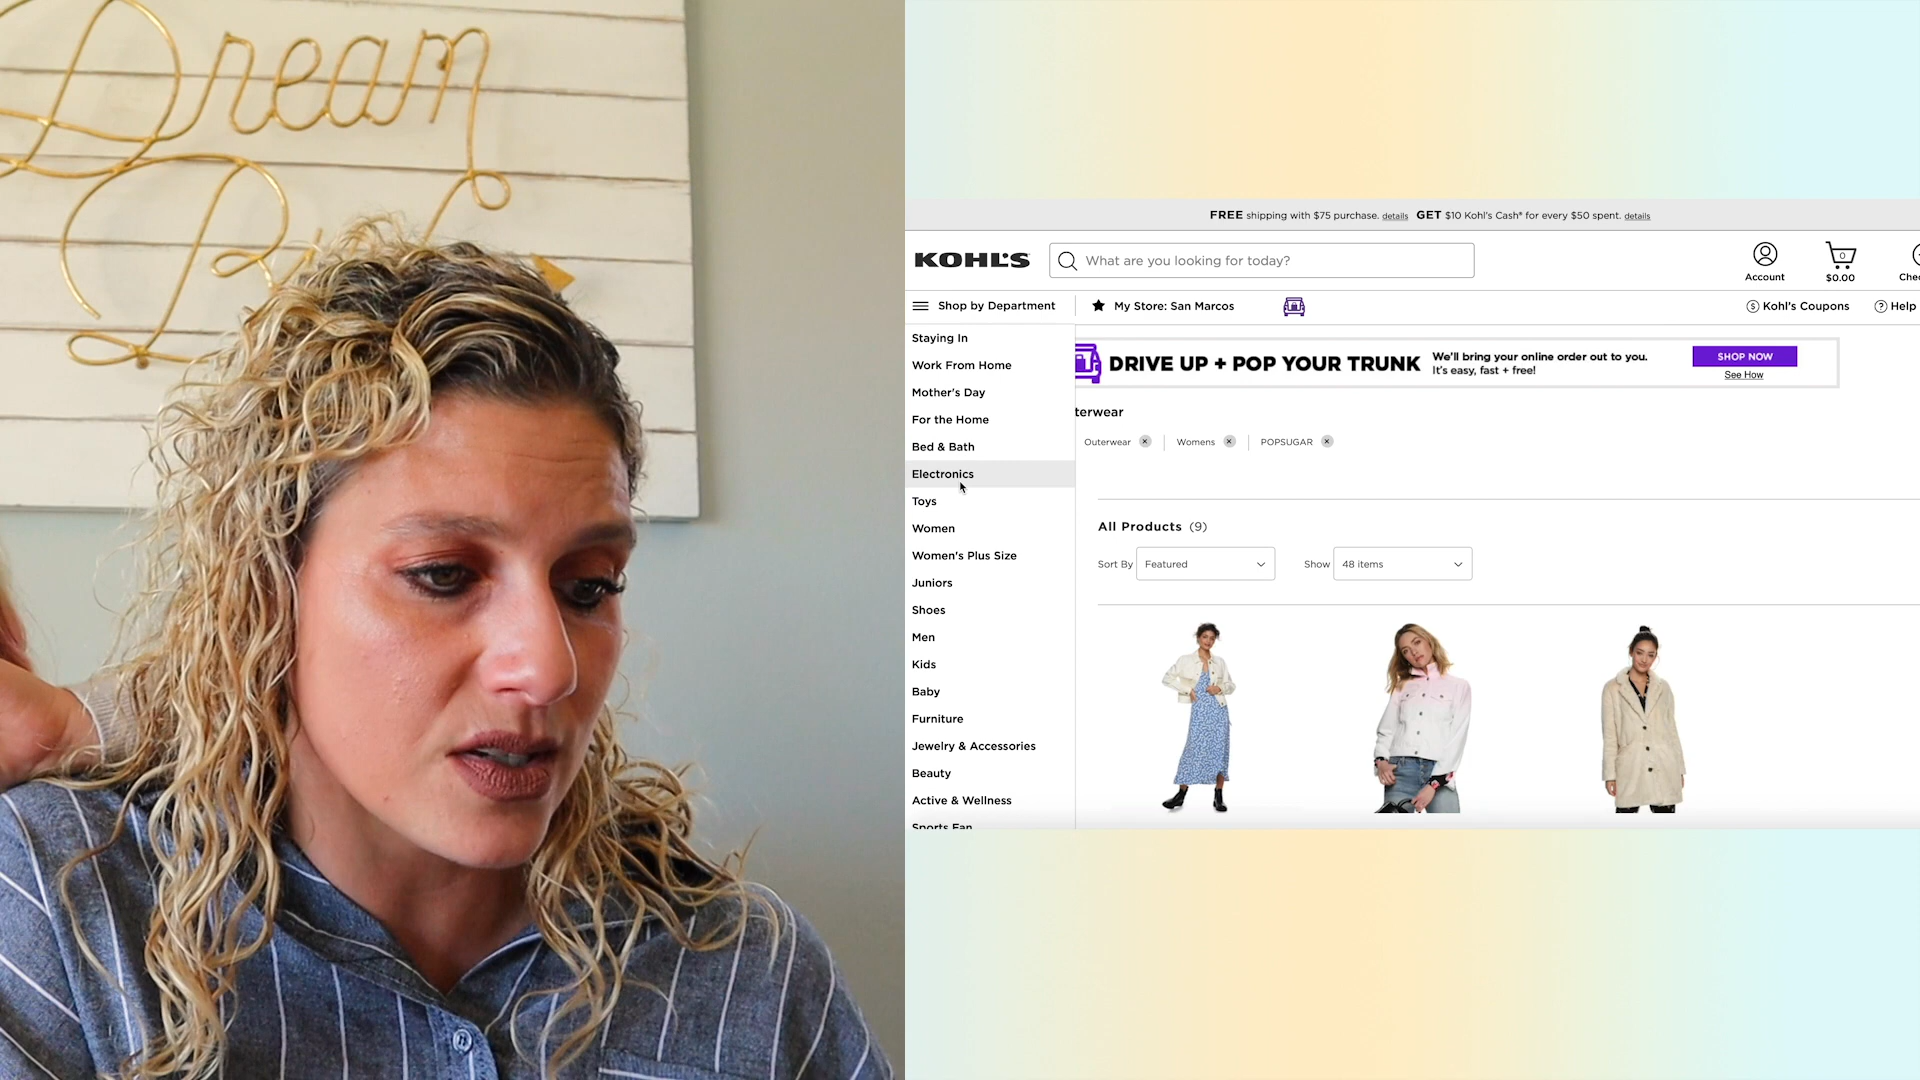 Dream
FREE shipping with $75 purchase. details GET $10 Kohl's Cash® for every $50 spent. details
KOHL'S
What are you looking for today?
Account
0
$0.00
Shop by Department
My Store: San Marcos
Kohl's Coupons
Help
Staying In
Work From Home
Mother's Day
For the Home
Bed & Bath
Electronics
Toys
Women
Women's Plus Size
Juniors
Shoes
Men
Kids
Baby
Furniture
Jewelry & Accessories
Beauty
Active & Wellness
Sports Fan
DRIVE UP + POP YOUR TRUNK
We'll bring your online order out to you.
It's easy, fast + free!
SHOP NOW
See How
terwear
Outerwear
Womens
POPSUGAR
All Products (9)
Sort By Featured
Show 48 items